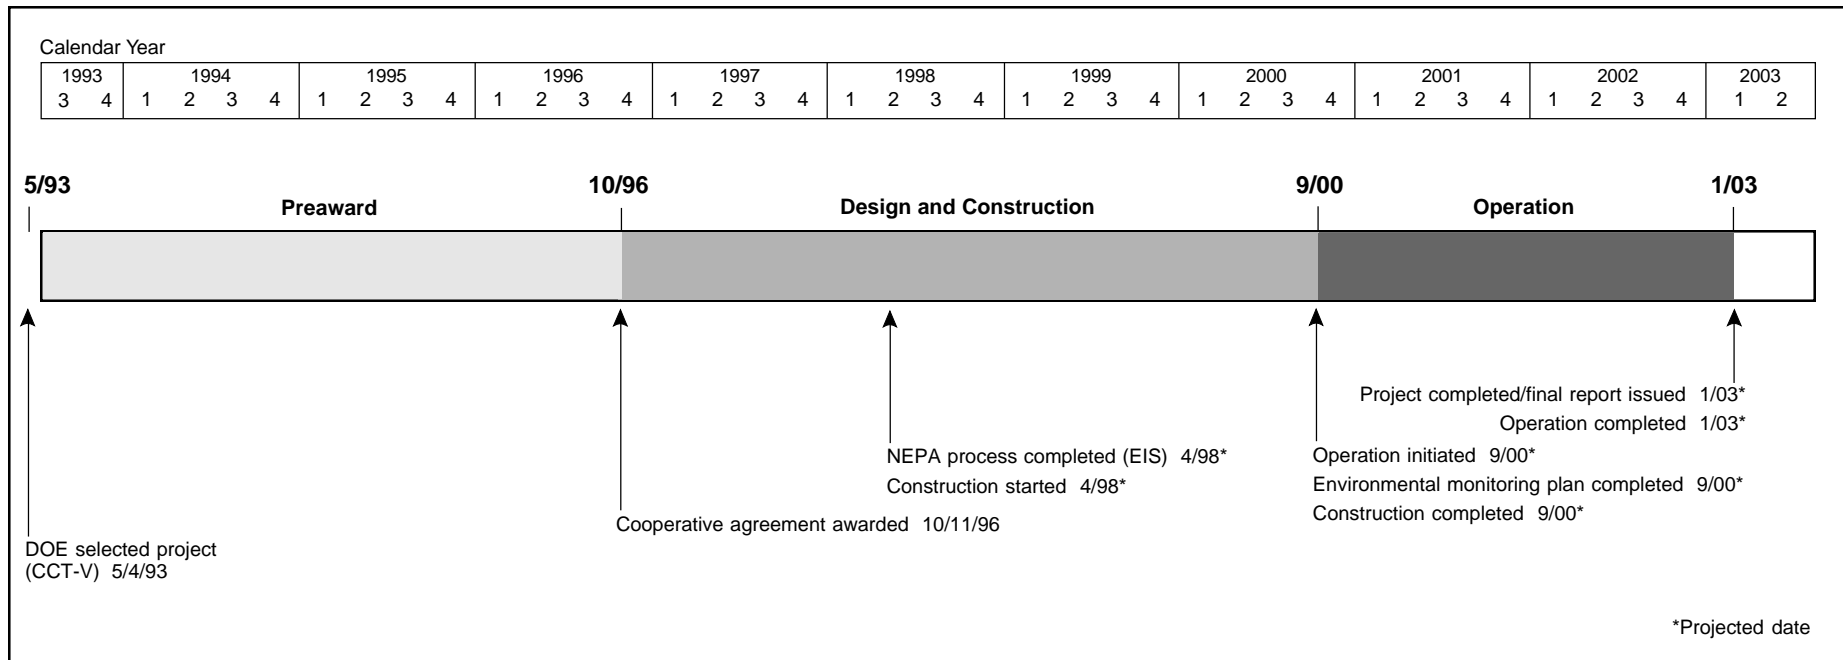 Calendar Year
1993 1994 1995 1996 1997 1998 1999 2000 2001 2002 2003
3 4 1 2 3 4 1 2 3 4 1 2 3 4 1 2 3 4 1 2 3 4 1 2 3 4 1 2 3 4 1 2 3 4 1 2 3 4 1 2
5/93 10/96 9/00 1/03
Preaward Design and Construction Operation
Project completed/final report issued 1/03*
Operation completed 1/03*
NEPA process completed (EIS) 4/98*
Construction started 4/98*
Operation initiated 9/00*
Environmental monitoring plan completed 9/00*
Construction completed 9/00*
Cooperative agreement awarded 10/11/96
DOE selected project
(CCT-V) 5/4/93
*Projected date